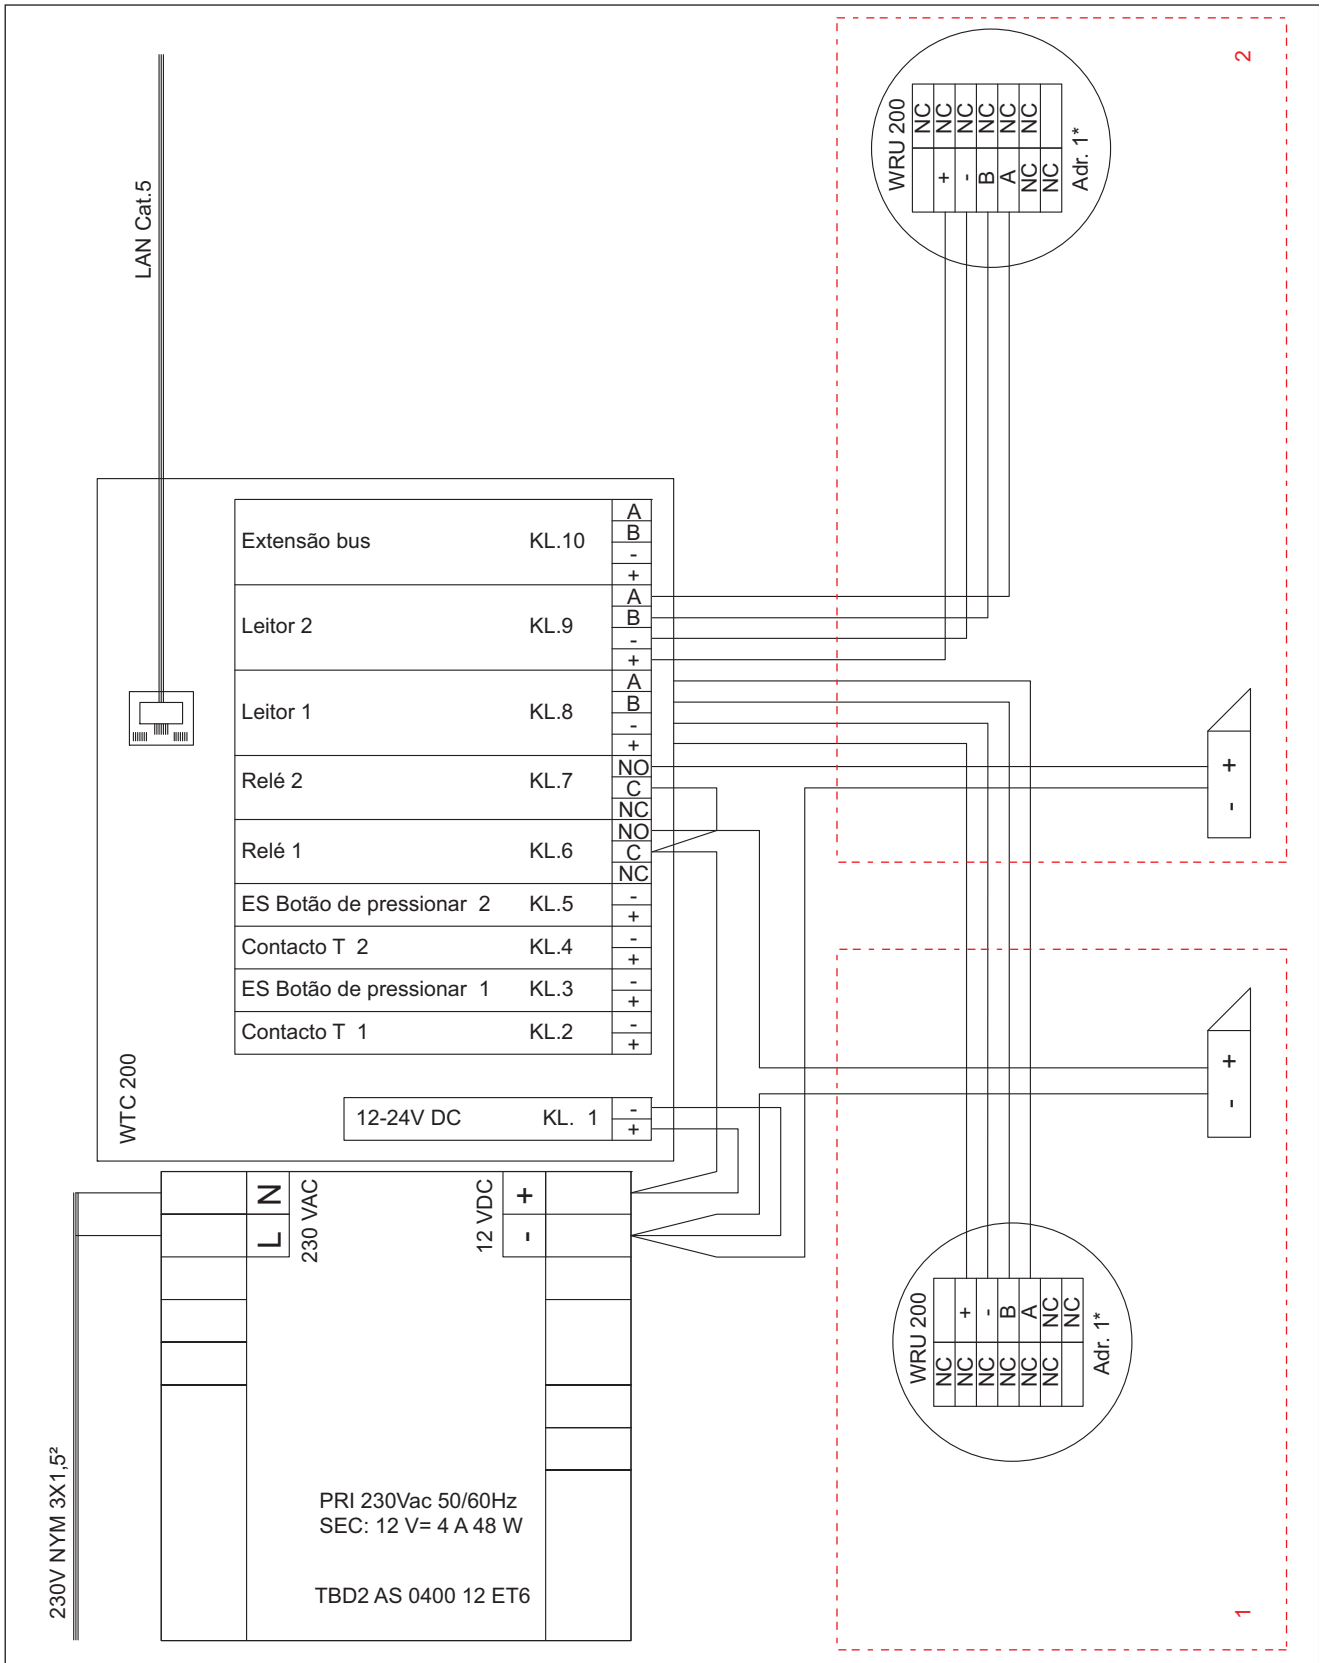 LAN Cat.5
2
WRU 200
NC
+ NC
- NC
B NC
A NC
NC NC
NC
Adr. 1*
WTC 200
Extensão bus KL.10 A B - +
Leitor 2 KL.9 A B - +
Leitor 1 KL.8 A B - +
Relé 2 KL.7 NO C NC
Relé 1 KL.6 NO C NC
ES Botão de pressionar 2 KL.5 - +
Contacto T 2 KL.4 - +
ES Botão de pressionar 1 KL.3 - +
Contacto T 1 KL.2 - +
12-24V DC KL. 1 - +
+
-
+
-
230V NYM 3X1,5²
N
L
230 VAC
12 VDC
+
-
PRI 230Vac 50/60Hz
SEC: 12 V= 4 A 48 W
TBD2 AS 0400 12 ET6
WRU 200
NC
NC +
NC -
NC B
NC A
NC NC
NC
Adr. 1*
1